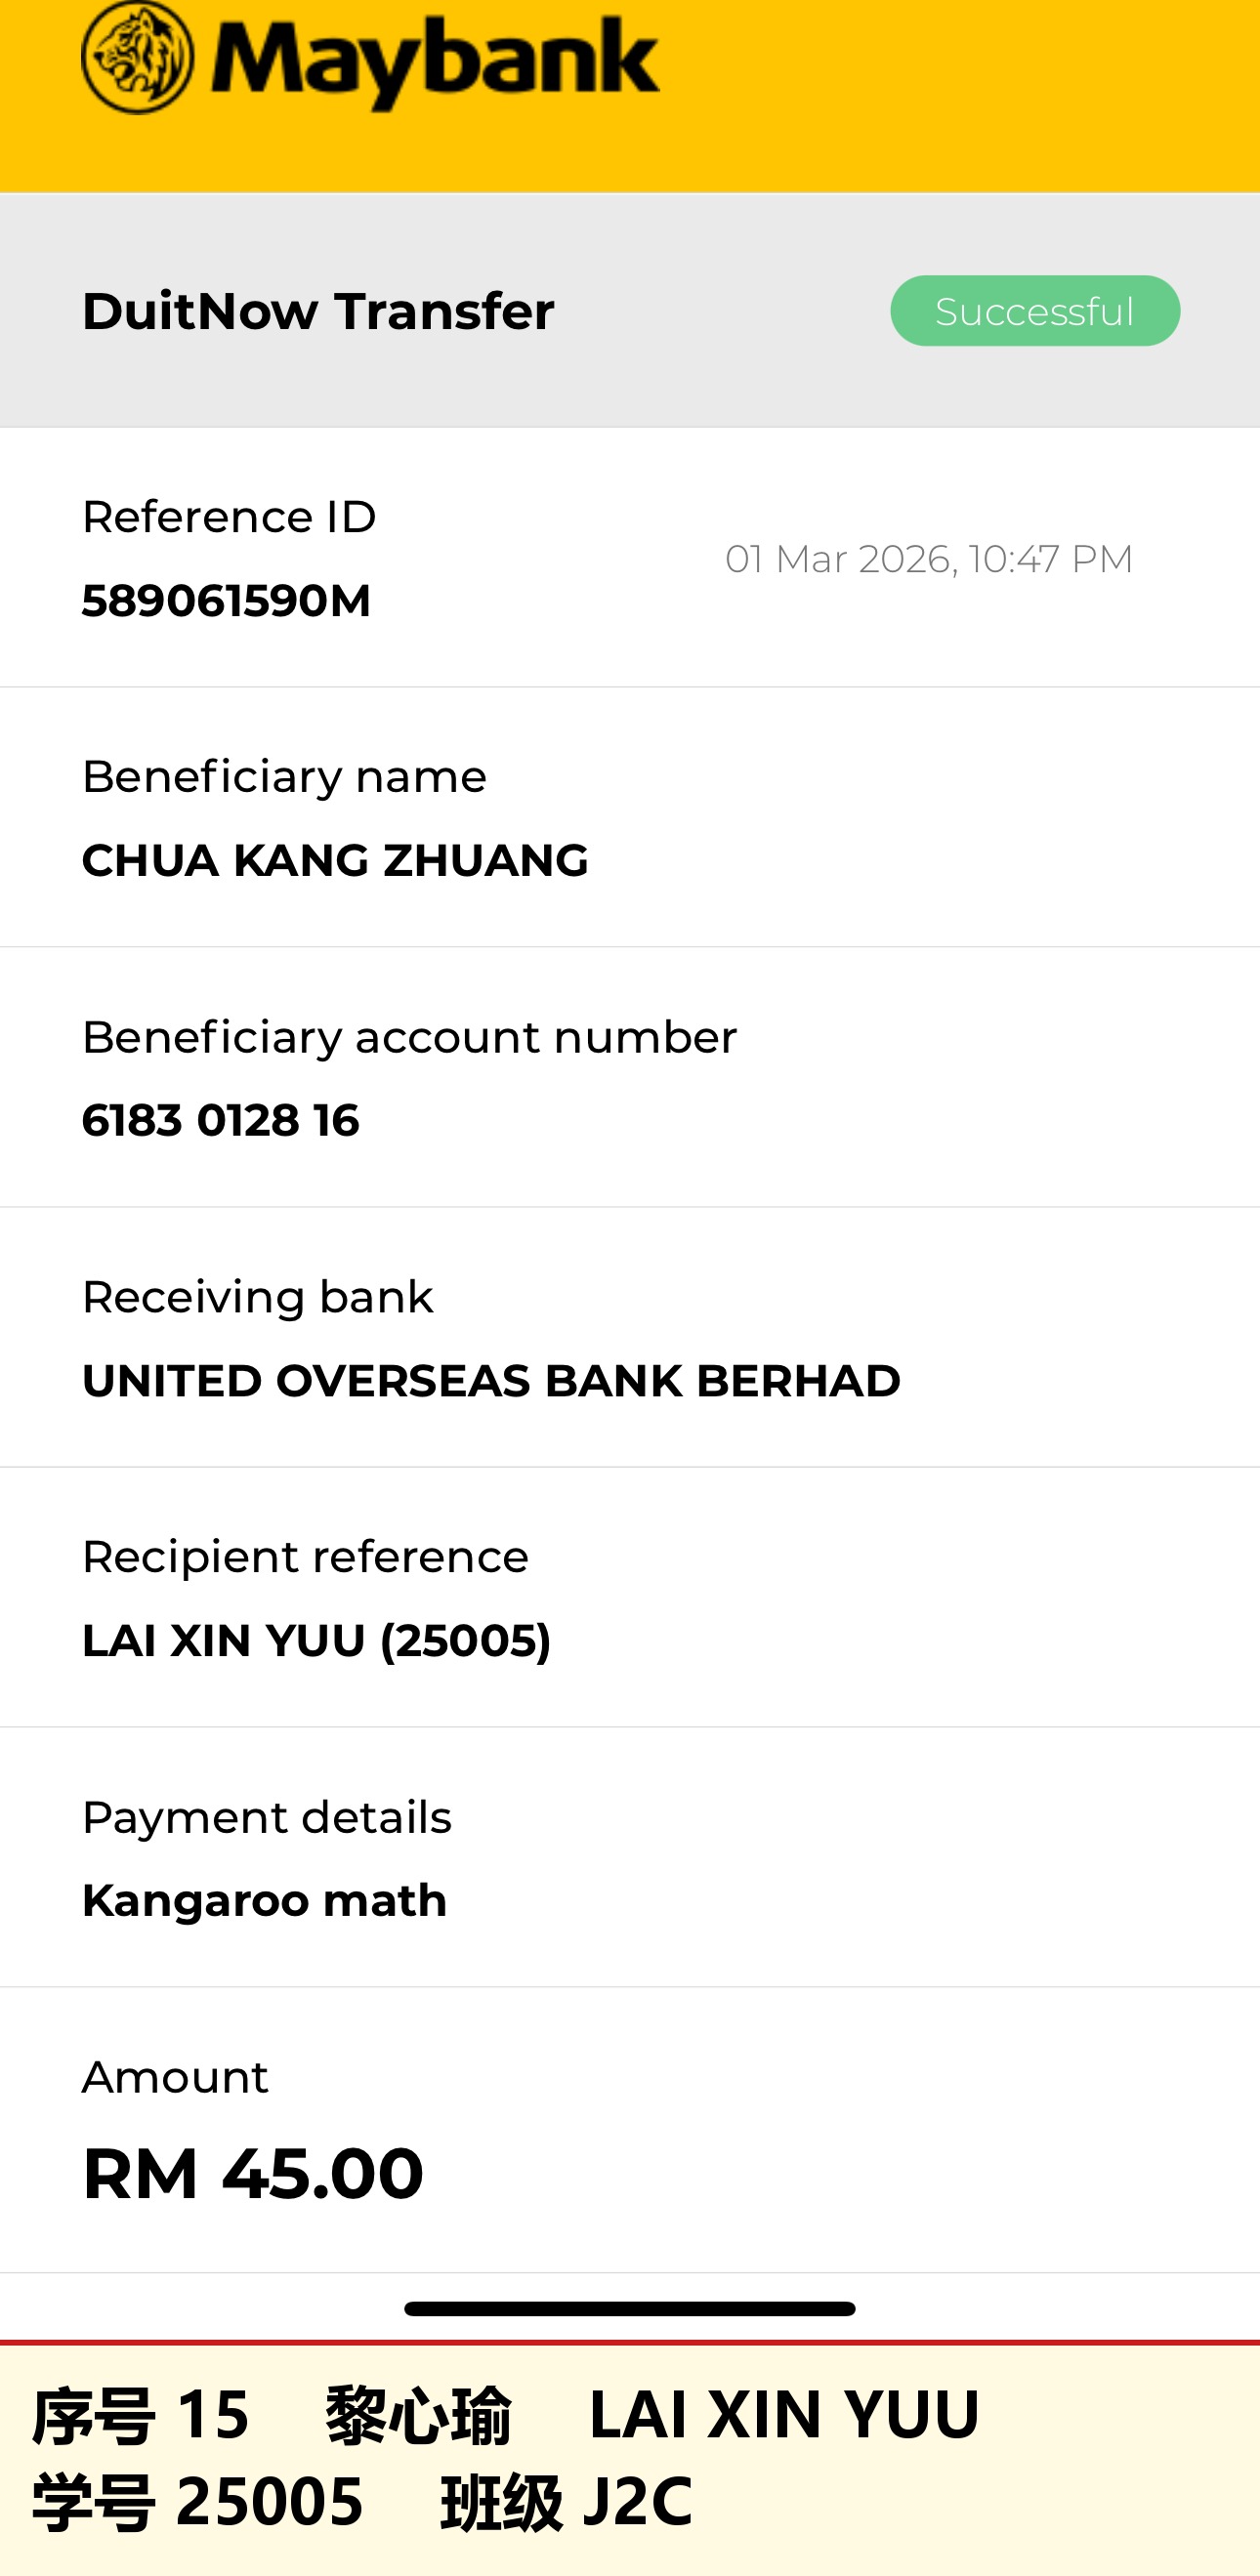 Maybank
DuitNow Transfer
Successful
Reference ID
01 Mar 2026, 10:47 PM
589061590M
Beneficiary name
CHUA KANG ZHUANG
Beneficiary account number
6183 0128 16
Receiving bank
UNITED OVERSEAS BANK BERHAD
Recipient reference
LAI XIN YUU (25005)
Payment details
Kangaroo math
Amount
RM 45.00
序号 15 黎心瑜 LAI XIN YUU
学号 25005 班级 J2C